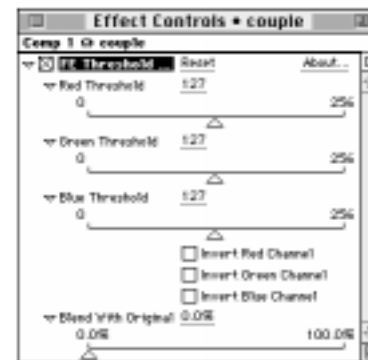 Effect Controls • couple
Comp 1 couple
FE Threshold... Reset About...
Red Threshold 127
0 256
Green Threshold 127
0 256
Blue Threshold 127
0 256
Invert Red Channel
Invert Green Channel
Invert Blue Channel
Blend With Original 0.0%
0.0% 100.0%